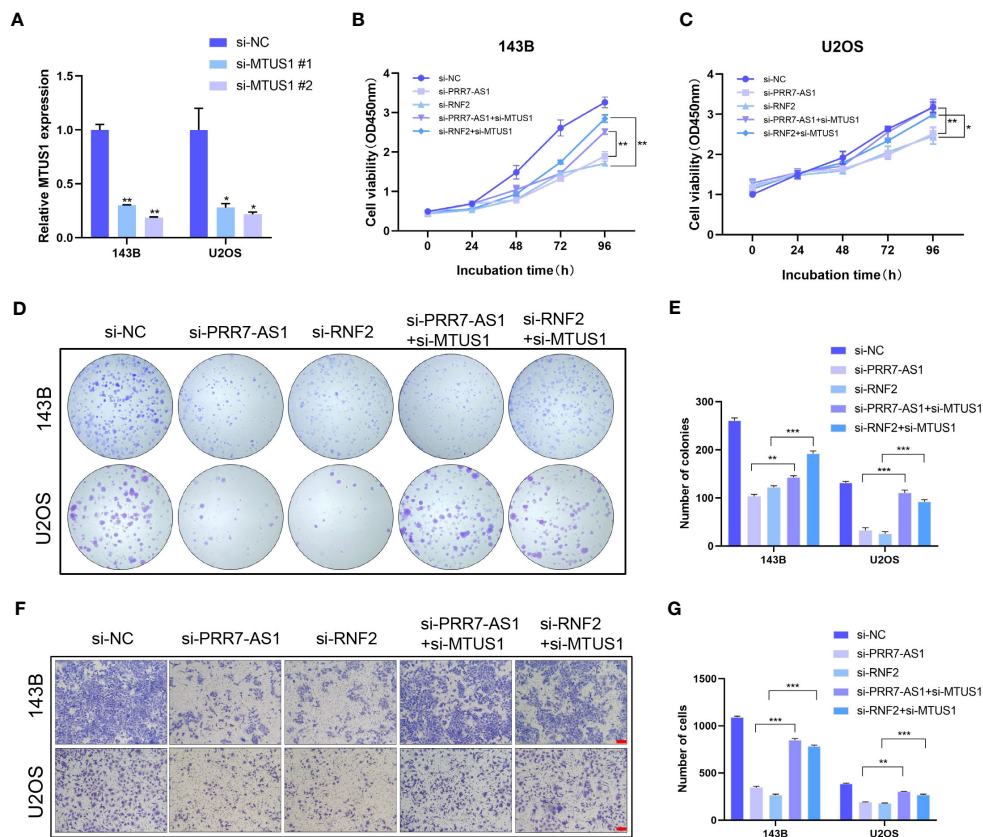 A
si-NC
si-MTUS1 #1
si-MTUS1 #2
Relative MTUS1 expression
1.5
1.0
0.5
0.0
**
**
*
*
143B
U2OS
B
143B
si-NC
si-PRR7-AS1
si-RNF2
si-PRR7-AS1+si-MTUS1
si-RNF2+si-MTUS1
Cell viability (OD450nm)
4
3
2
1
0
**
**
0 24 48 72 96
Incubation time (h)
C
U2OS
si-NC
si-PRR7-AS1
si-RNF2
si-PRR7-AS1+si-MTUS1
si-RNF2+si-MTUS1
Cell viability (OD450nm)
4
3
2
1
0
**
*
0 24 48 72 96
Incubation time (h)
D
si-NC
si-PRR7-AS1
si-RNF2
si-PRR7-AS1
+si-MTUS1
si-RNF2
+si-MTUS1
143B
U2OS
E
si-NC
si-PRR7-AS1
si-RNF2
si-PRR7-AS1+si-MTUS1
si-RNF2+si-MTUS1
Number of colonies
300
200
100
0
**
***
***
***
143B
U2OS
F
si-NC
si-PRR7-AS1
si-RNF2
si-PRR7-AS1
+si-MTUS1
si-RNF2
+si-MTUS1
143B
U2OS
G
si-NC
si-PRR7-AS1
si-RNF2
si-PRR7-AS1+si-MTUS1
si-RNF2+si-MTUS1
Number of cells
1500
1000
500
0
***
***
**
***
143B
U2OS